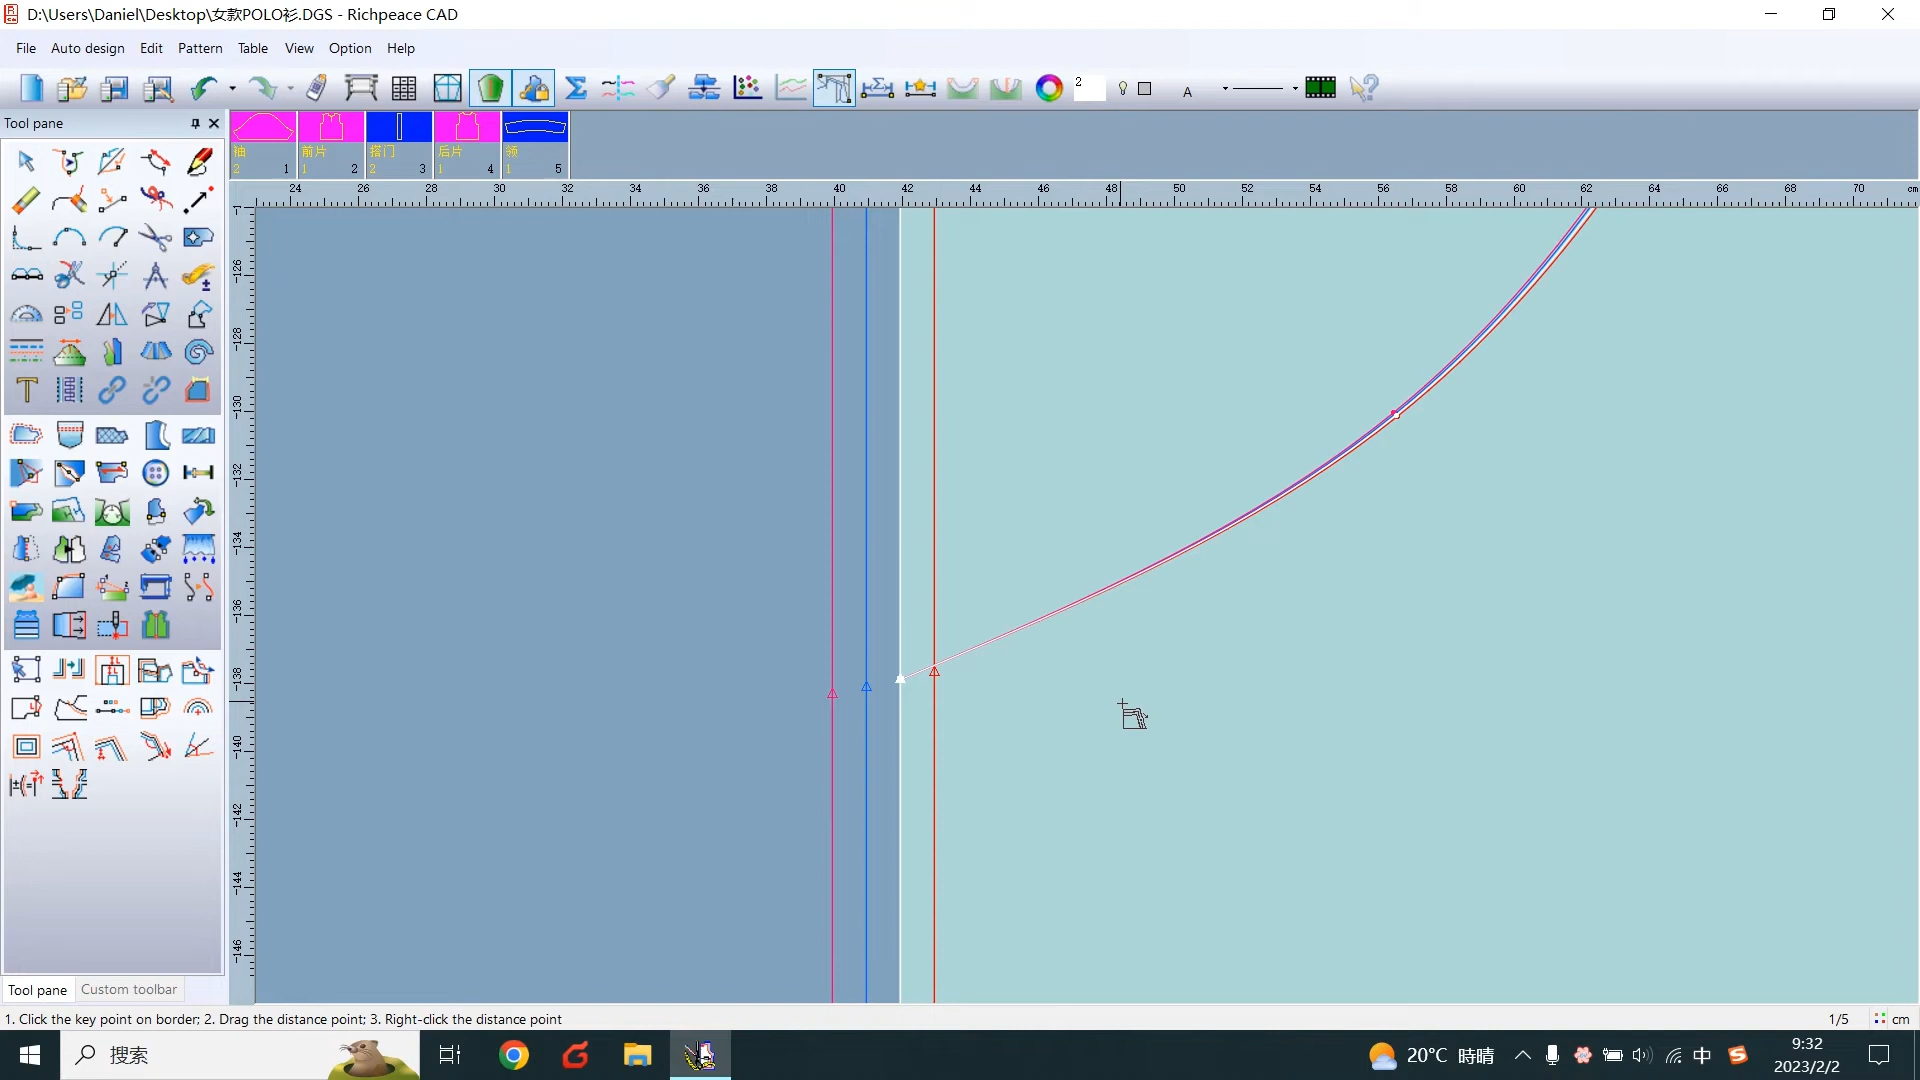 D:\Users\Daniel\Desktop\女款POLO衫.DGS - Richpeace CAD
File Auto design Edit Pattern Table View Option Help
2
A
Tool pane
袖 前片 搭门 后片 领
2 1 1 2 2 3 1 4 1 5
24 26 28 30 32 34 36 38 40 42 44 46 48 50 52 54 56 58 60 62 64 66 68 70 cm
-126
-128
-130
-132
-134
-136
-138
-140
-142
-144
-146
Tool pane Custom toolbar
1. Click the key point on border; 2. Drag the distance point; 3. Right-click the distance point
1/5 cm
搜索
20°C 時晴
中
9:32
2023/2/2